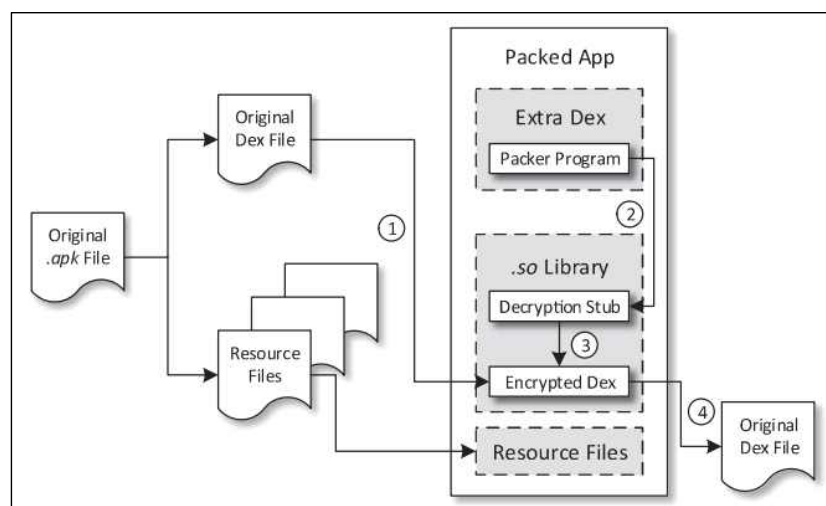 Packed App
Original
Dex File
Extra Dex
Packer Program
1
2
Original
.apk File
.so Library
Decryption Stub
3
Resource
Files
Encrypted Dex
4
Original
Dex File
Resource Files